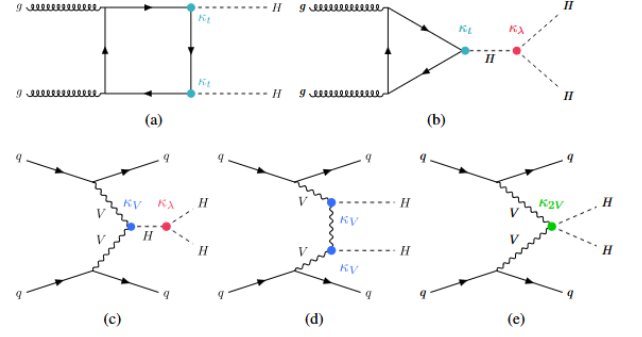 g κt H
κt
g H
(a)
g κt κλ H
H
g H
(b)
q q
V κV κλ H
V H H
q q
(c)
q q
V H
κV
V H
κV
q q
(d)
q q
V κ2V H
V H
q q
(e)